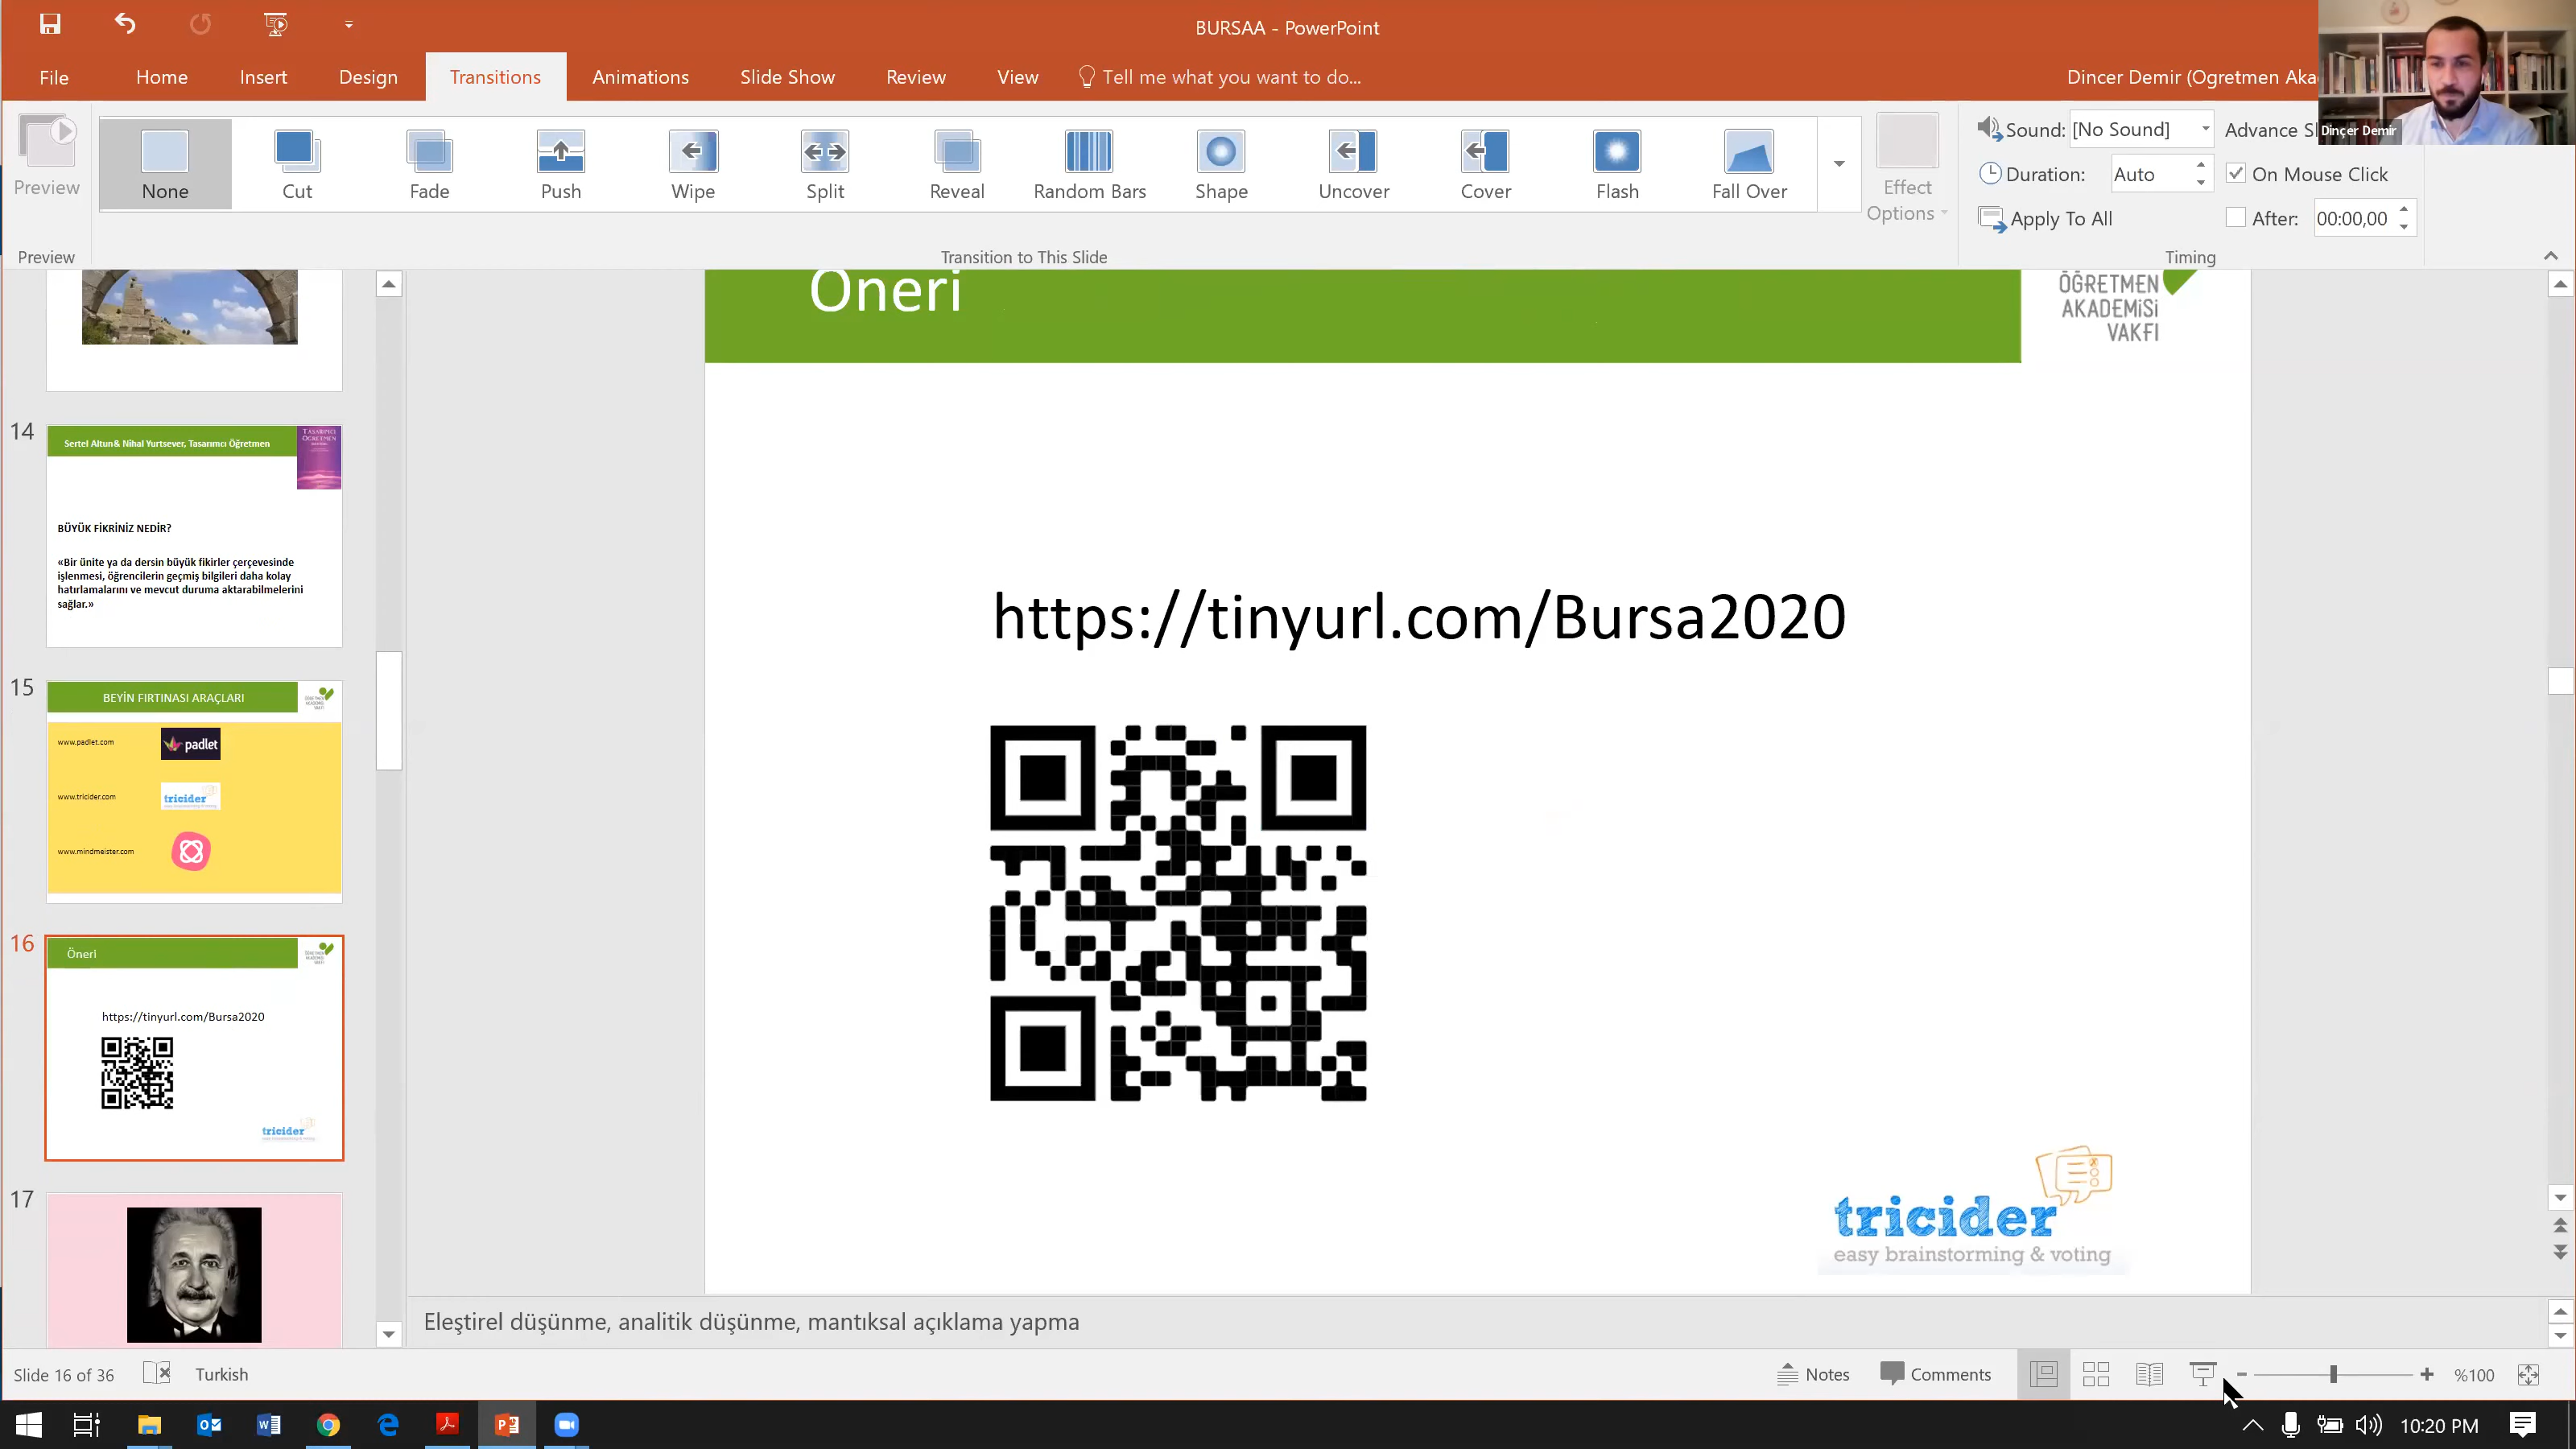 BURSAA - PowerPoint
File
Home
Insert
Design
Transitions
Animations
Slide Show
Review
View
Tell me what you want to do...
Dincer Demir (Ogretmen Aka
Dinçer Demir
Preview
None
Cut
Fade
Push
Wipe
Split
Reveal
Random Bars
Shape
Uncover
Cover
Flash
Fall Over
Effect
Options
Sound:
[No Sound]
Duration:
Auto
Apply To All
Advance Sl
On Mouse Click
After:
00:00,00
Preview
Transition to This Slide
Timing
14
Sertel Altun& Nihal Yurtsever, Tasarımcı Öğretmen
TASARIMCI
ÖĞRETMEN
BÜYÜK FİKRİNİZ NEDİR?
«Bir ünite ya da dersin büyük fikirler çerçevesinde
işlenmesi, öğrencilerin geçmiş bilgileri daha kolay
hatırlamalarını ve mevcut duruma aktarabilmelerini
sağlar.»
15
BEYİN FIRTINASI ARAÇLARI
www.padlet.com
padlet
www.tricider.com
tricider
www.mindmeister.com
16
Öneri
https://tinyurl.com/Bursa2020
tricider
17
Öneri
ÖĞRETMEN
AKADEMİSİ
VAKFI
https://tinyurl.com/Bursa2020
tricider
easy brainstorming & voting
Eleştirel düşünme, analitik düşünme, mantıksal açıklama yapma
Slide 16 of 36
Turkish
Notes
Comments
%100
10:20 PM